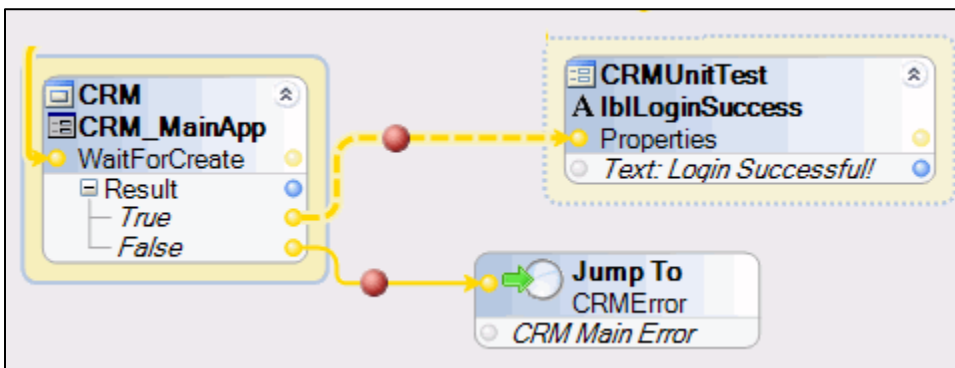 CRM
CRM_MainApp
WaitForCreate
Result
True
False
CRMUnitTest
A lblLoginSuccess
Properties
Text: Login Successful!
Jump To
CRMError
CRM Main Error